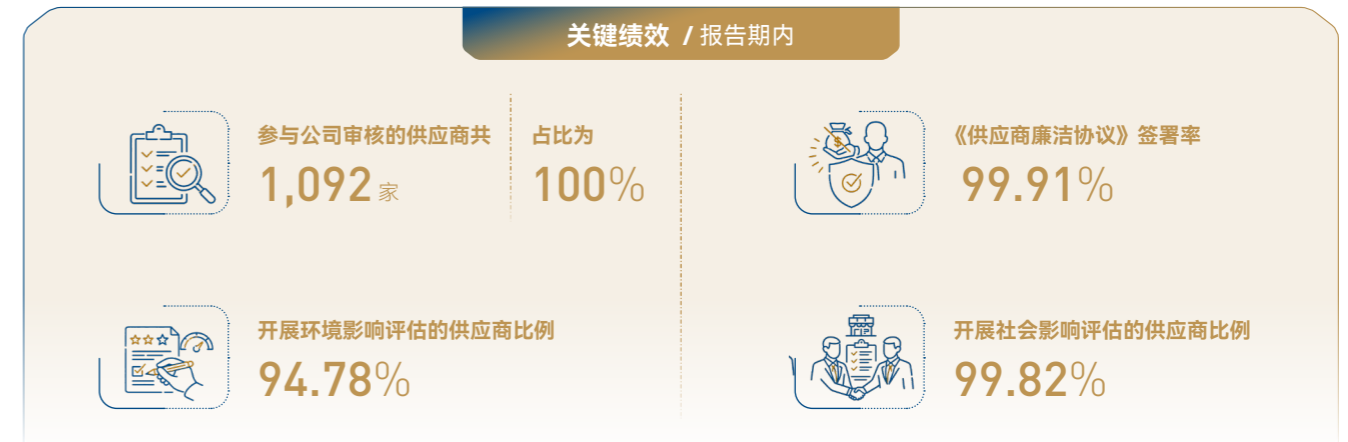 关键绩效 / 报告期内
参与公司审核的供应商共
1,092 家
占比为
100%
《供应商廉洁协议》签署率
99.91%
开展环境影响评估的供应商比例
94.78%
开展社会影响评估的供应商比例
99.82%